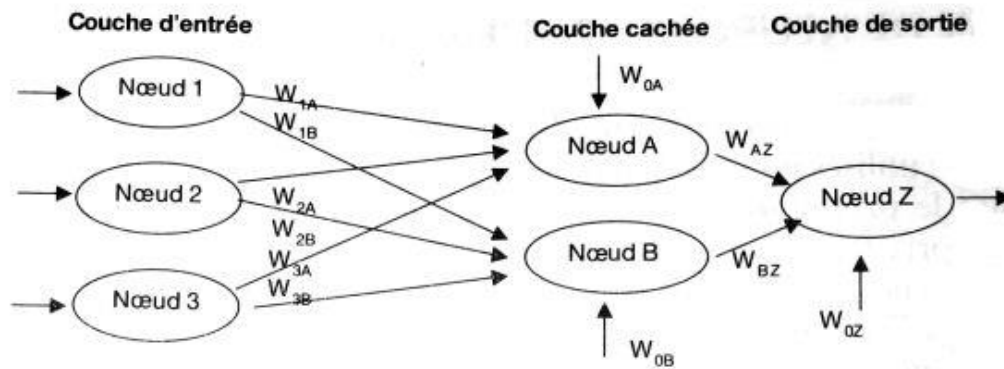 Couche d'entrée
Couche cachée
Couche de sortie
Nœud 1
W1A
W1B
W0A
Nœud A
WAZ
Nœud 2
W2A
W2B
Nœud Z
Nœud B
WBZ
W3A
W3B
Nœud 3
W0Z
W0B